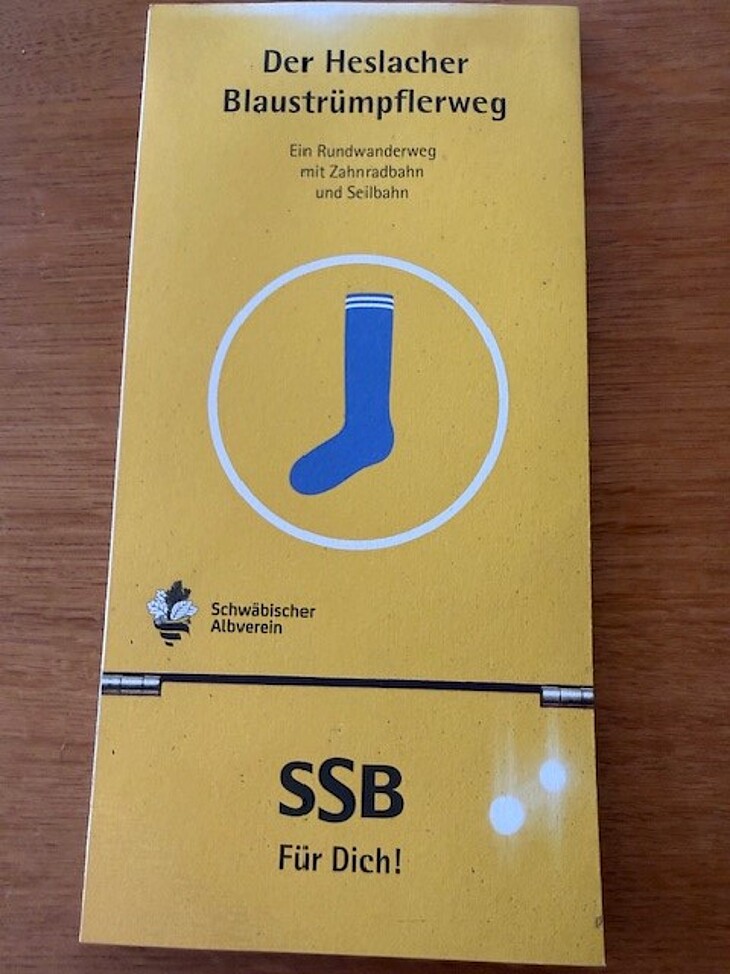 Der Heslacher
Blaustrümpflerweg
Ein Rundwanderweg
mit Zahnradbahn
und Seilbahn
Schwäbischer
Albverein
SSB
Für Dich!